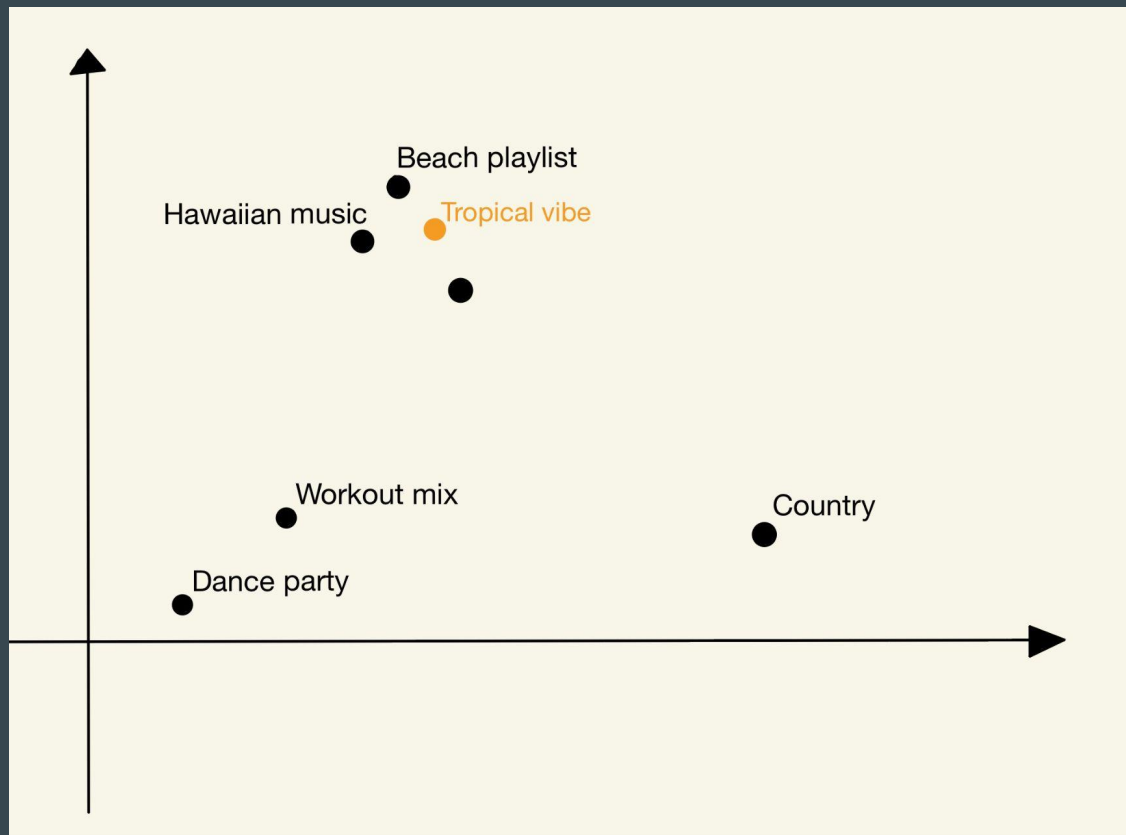 Beach playlist
Hawaiian music
Tropical vibe
Workout mix
Country
Dance party